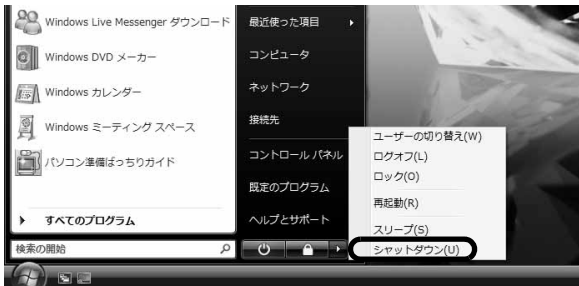 Windows Live Messenger ダウンロード
Windows DVD メーカー
Windows カレンダー
Windows ミーティング スペース
パソコン準備ばっちりガイド
すべてのプログラム
検索の開始
最近使った項目
コンピュータ
ネットワーク
接続先
コントロール パネル
既定のプログラム
ヘルプとサポート
ユーザーの切り替え(W)
ログオフ(L)
ロック(O)
再起動(R)
スリープ(S)
シャットダウン(U)